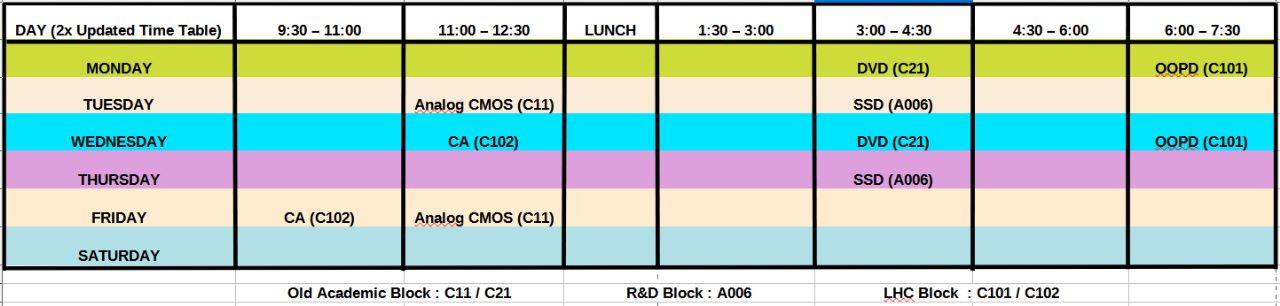 DAY (2x Updated Time Table) 9:30 – 11:00 11:00 – 12:30 LUNCH 1:30 – 3:00 3:00 – 4:30 4:30 – 6:00 6:00 – 7:30
MONDAY DVD (C21) OOPD (C101)
TUESDAY Analog CMOS (C11) SSD (A006)
WEDNESDAY CA (C102) DVD (C21) OOPD (C101)
THURSDAY SSD (A006)
FRIDAY CA (C102) Analog CMOS (C11)
SATURDAY
Old Academic Block : C11 / C21 R&D Block : A006 LHC Block : C101 / C102